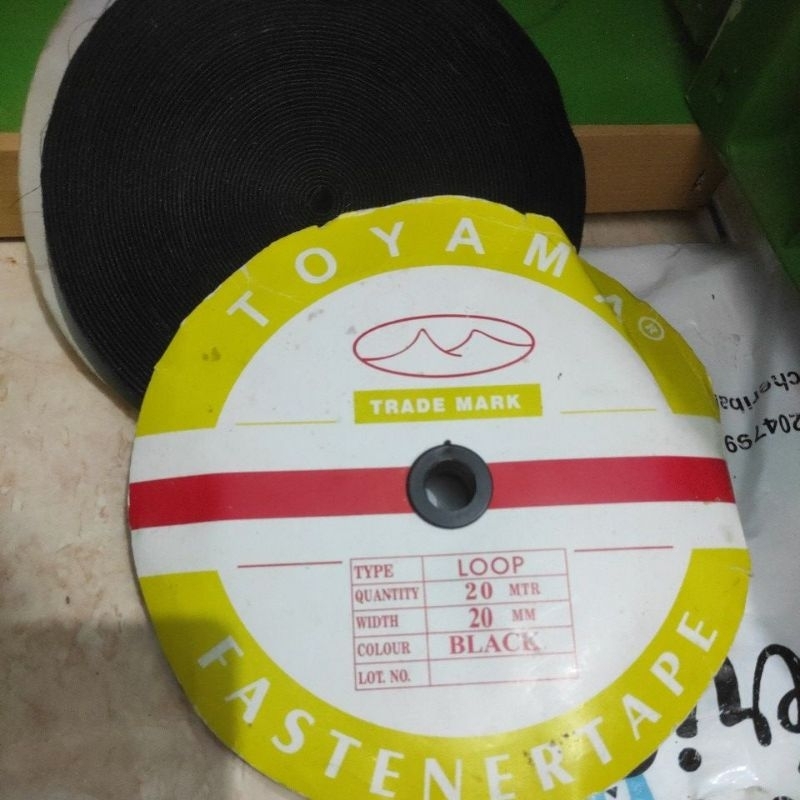 TOYAMA®
TRADE MARK
TYPE LOOP
QUANTITY 20 MTR
WIDTH 20 MM
COLOUR BLACK
LOT. NO.
FASTENERTAPE